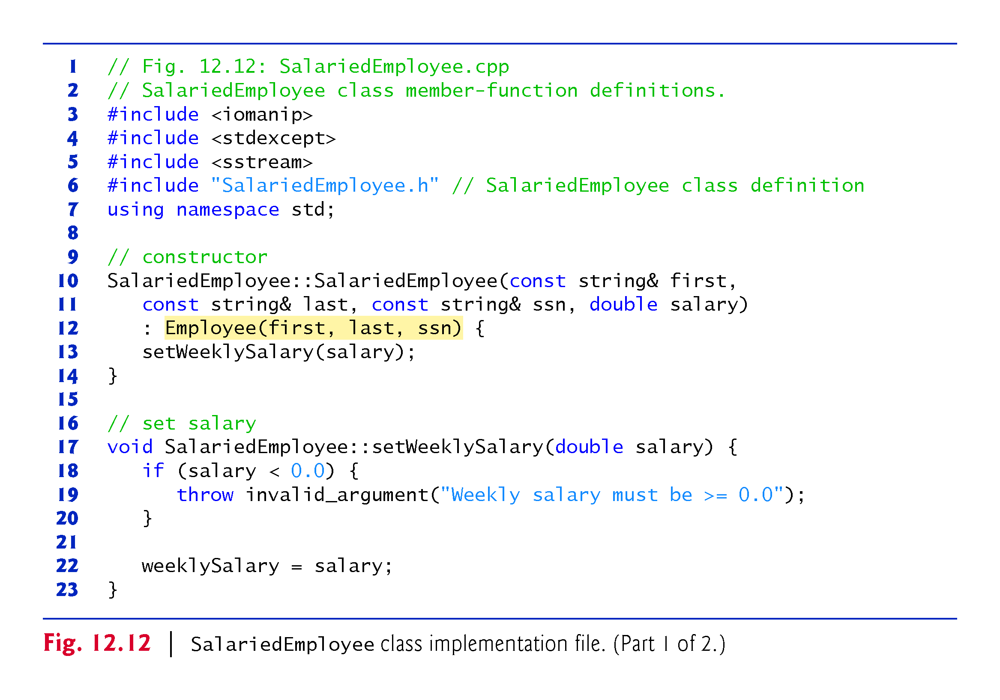 1 // Fig. 12.12: SalariedEmployee.cpp
2 // SalariedEmployee class member-function definitions.
3 #include <iomanip>
4 #include <stdexcept>
5 #include <sstream>
6 #include "SalariedEmployee.h" // SalariedEmployee class definition
7 using namespace std;
8
9 // constructor
10 SalariedEmployee::SalariedEmployee(const string& first,
11    const string& last, const string& ssn, double salary)
12    : Employee(first, last, ssn) {
13    setWeeklySalary(salary);
14 }
15
16 // set salary
17 void SalariedEmployee::setWeeklySalary(double salary) {
18    if (salary < 0.0) {
19       throw invalid_argument("Weekly salary must be >= 0.0");
20    }
21
22    weeklySalary = salary;
23 }
Fig. 12.12 | SalariedEmployee class implementation file. (Part 1 of 2.)